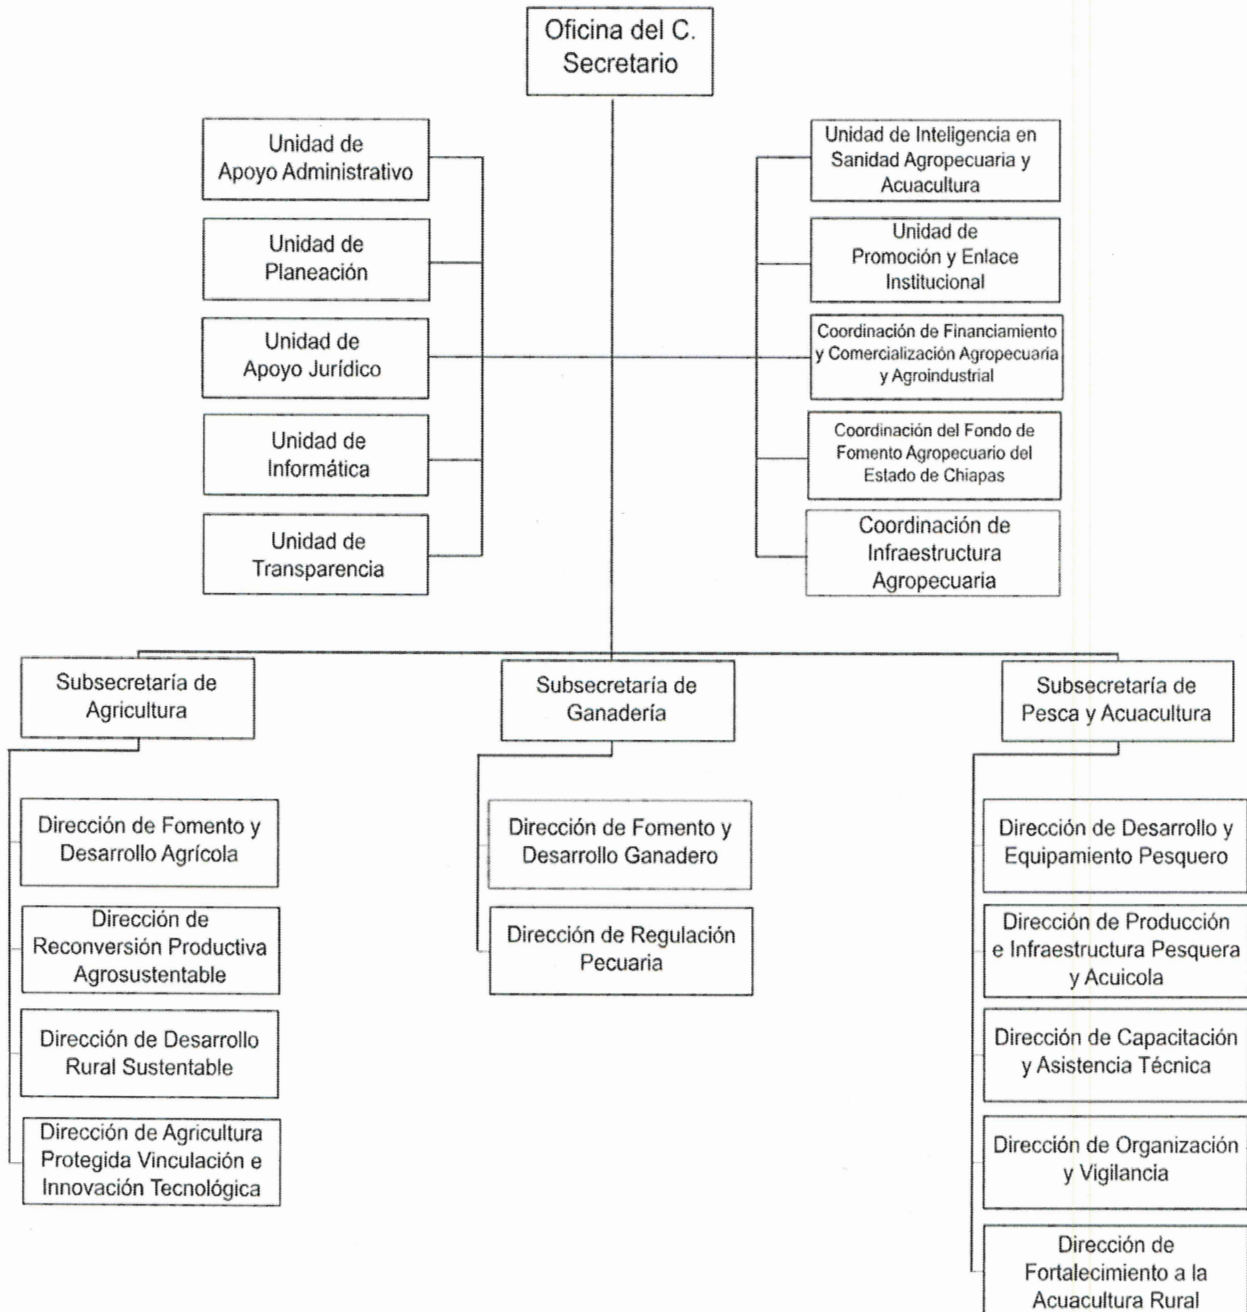 Oficina del C.
Secretario
Unidad de
Apoyo Administrativo
Unidad de
Planeación
Unidad de
Apoyo Jurídico
Unidad de
Informática
Unidad de
Transparencia
Unidad de Inteligencia en
Sanidad Agropecuaria y
Acuacultura
Unidad de
Promoción y Enlace
Institucional
Coordinación de Financiamiento
y Comercialización Agropecuaria
y Agroindustrial
Coordinación del Fondo de
Fomento Agropecuario del
Estado de Chiapas
Coordinación de
Infraestructura
Agropecuaria
Subsecretaría de
Agricultura
Dirección de Fomento y
Desarrollo Agrícola
Dirección de
Reconversión Productiva
Agrosustentable
Dirección de Desarrollo
Rural Sustentable
Dirección de Agricultura
Protegida Vinculación e
Innovación Tecnológica
Subsecretaría de
Ganadería
Dirección de Fomento y
Desarrollo Ganadero
Dirección de Regulación
Pecuaria
Subsecretaría de
Pesca y Acuacultura
Dirección de Desarrollo y
Equipamiento Pesquero
Dirección de Producción
e Infraestructura Pesquera
y Acuicola
Dirección de Capacitación
y Asistencia Técnica
Dirección de Organización
y Vigilancia
Dirección de
Fortalecimiento a la
Acuacultura Rural